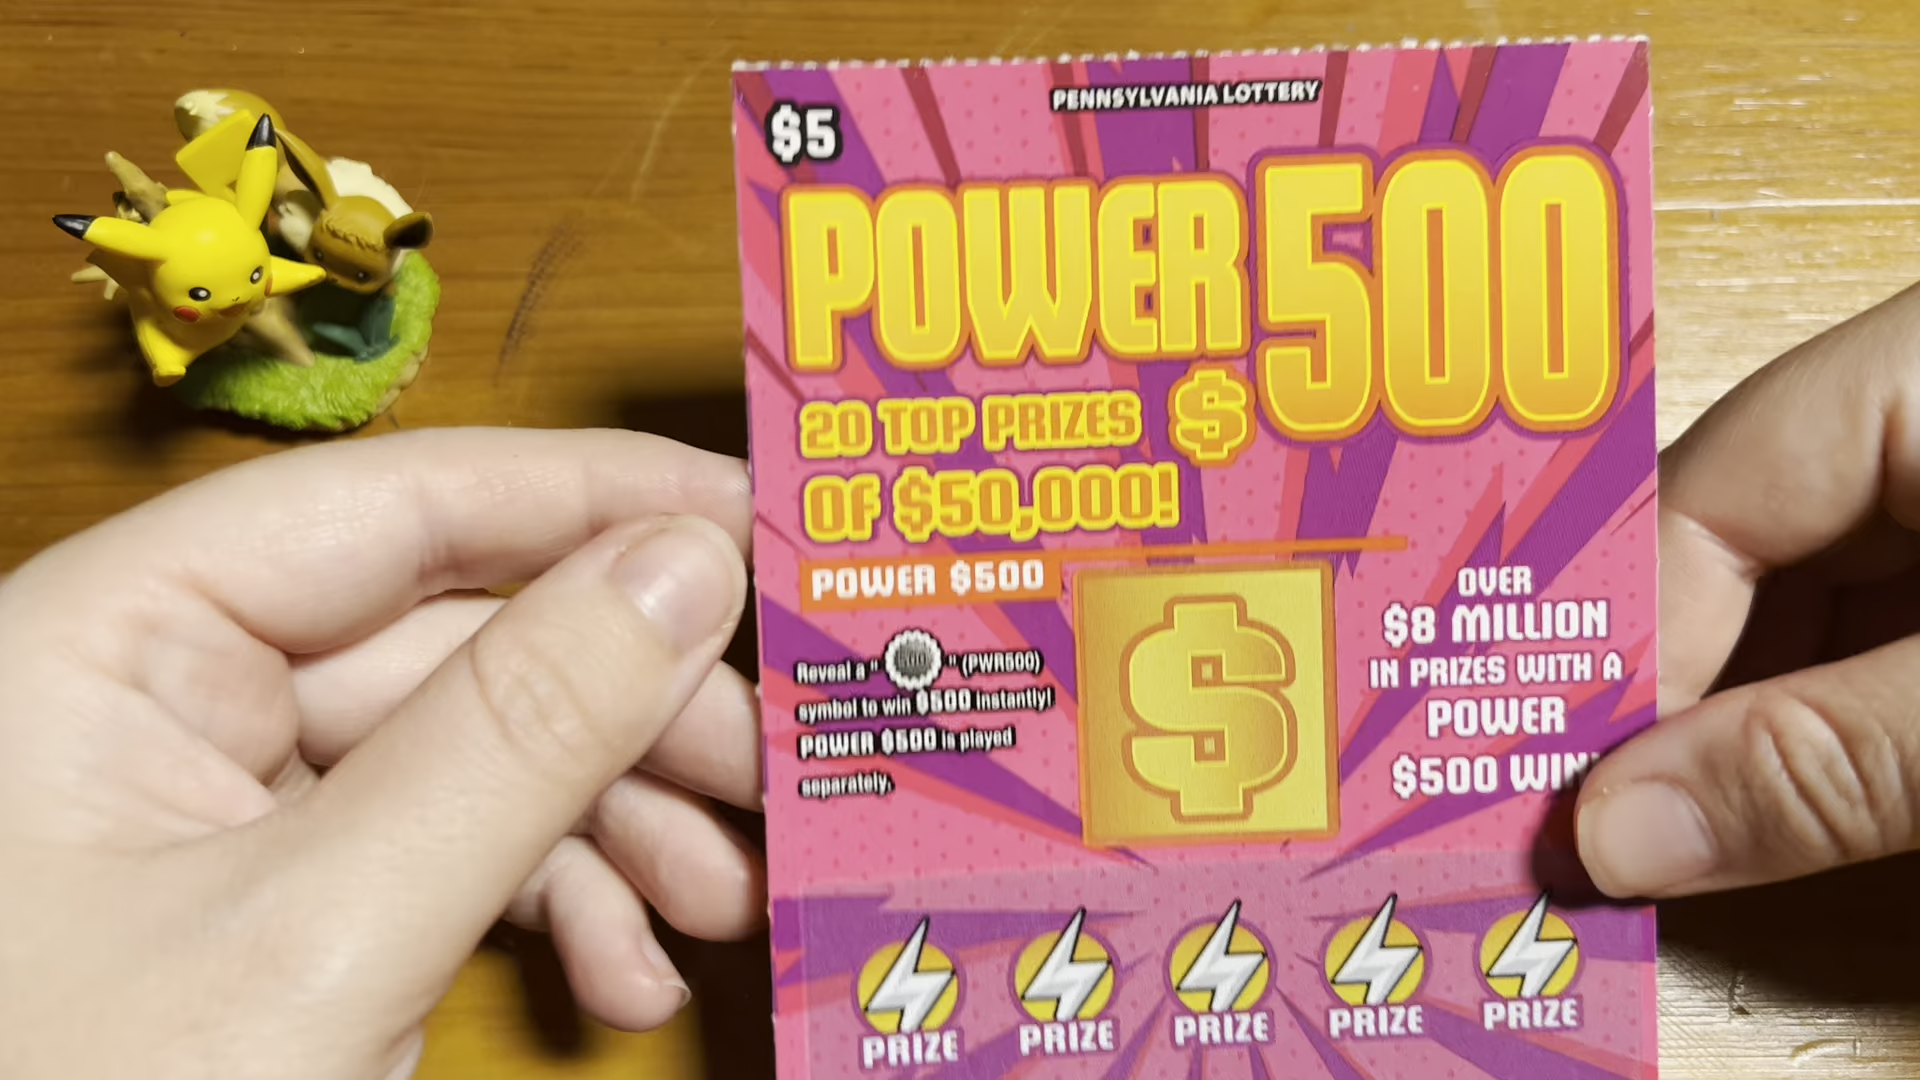 PENNSYLVANIA LOTTERY
$5
POWER $500
20 TOP PRIZES
OF $50,000!
POWER $500
Reveal a " " (PWR500)
symbol to win $500 instantly!
POWER $500 is played
separately.
$
OVER
$8 MILLION
IN PRIZES WITH A
POWER
$500 WIN
PRIZE PRIZE PRIZE PRIZE PRIZE